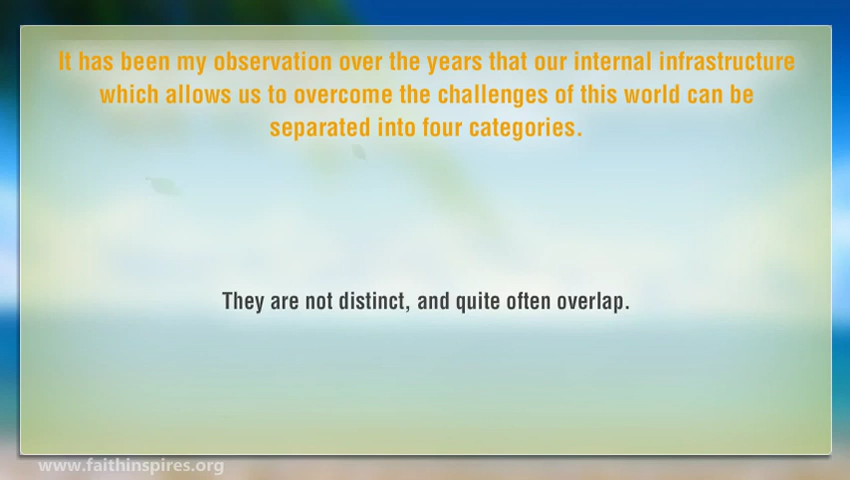 It has been my observation over the years that our internal infrastructure
which allows us to overcome the challenges of this world can be
separated into four categories.
They are not distinct, and quite often overlap.
www.faithinspires.org